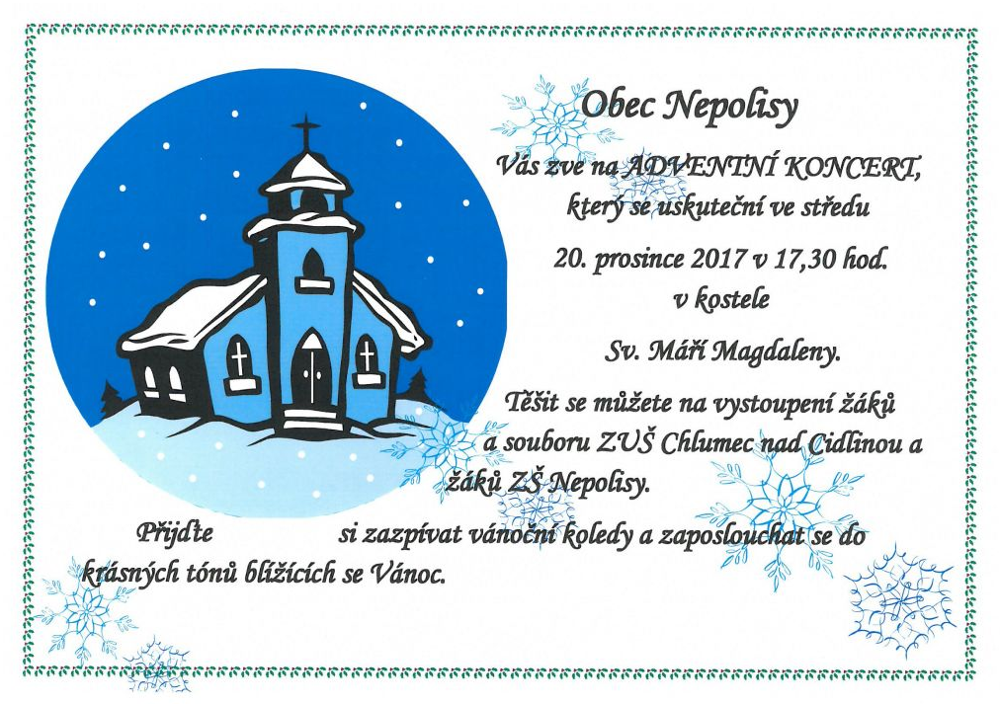 Obec Nepolisy
Vás zve na ADVENTNÍ KONCERT,
který se uskuteční ve středu
20. prosince 2017 v 17,30 hod.
v kostele
Sv. Máří Magdaleny.
Těšit se můžete na vystoupení žáků
a souboru ZUŠ Chlumec nad Cidlinou a
žáků ZŠ Nepolisy.
Přijďte si zazpívat vánoční koledy a zaposlouchat se do
krásných tónů blížících se Vánoc.